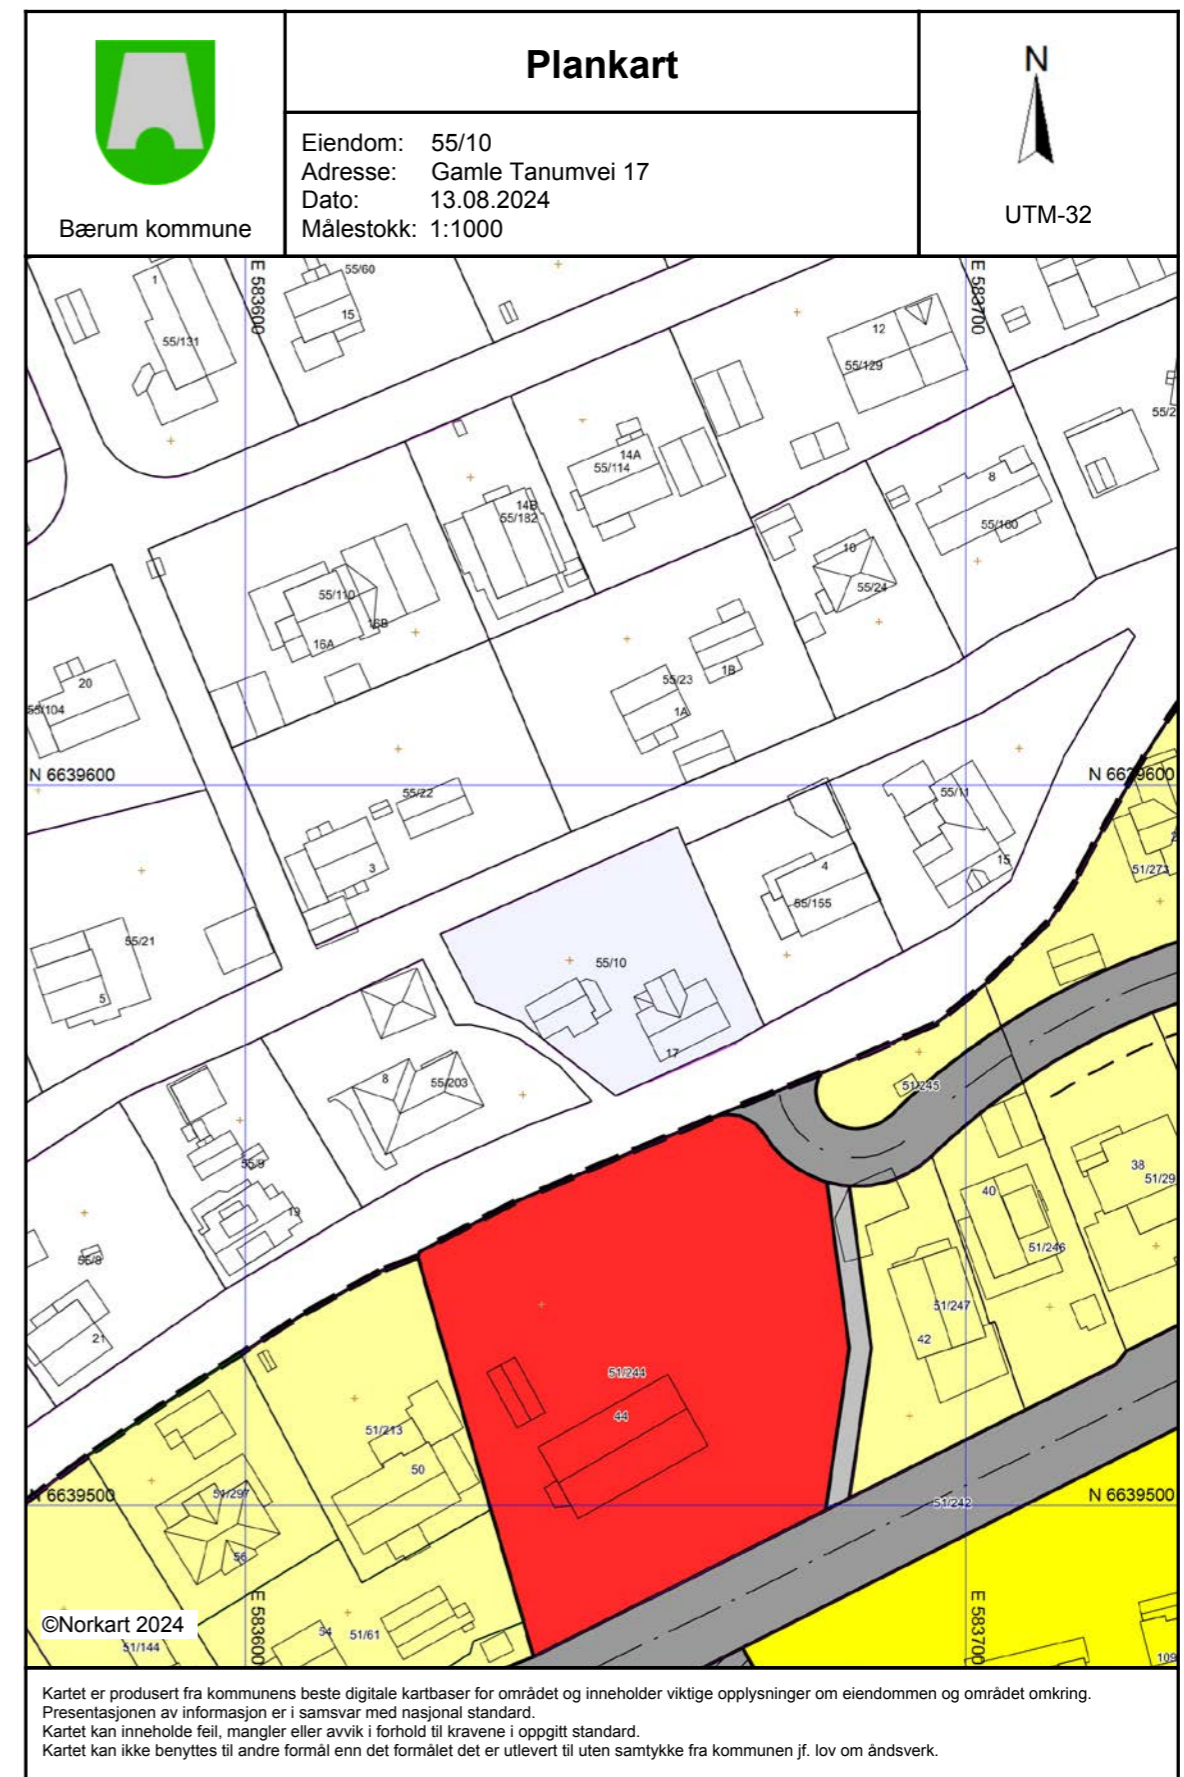 Plankart
N
Eiendom: 55/10
Adresse: Gamle Tanumvei 17
Dato: 13.08.2024
Målestokk: 1:1000
Bærum kommune
UTM-32
E 583600
E 583700
1
55/60
15
55/131
12
55/129
55/2
14A
55/114
8
14B
55/182
55/160
10
55/24
55/110
16B
16A
20
55/104
55/23
1B
1A
N 6639600
N 6639600
55/22
55/11
3
4
15
51/273
55/155
55/21
5
55/10
17
8
55/203
51/245
55/9
19
38
51/29
40
55/8
51/246
21
51/247
42
51/244
44
51/213
50
N 6639500
51/297
51/242
N 6639500
56
E 583600
E 583700
©Norkart 2024
54
51/61
51/144
109
Kartet er produsert fra kommunens beste digitale kartbaser for området og inneholder viktige opplysninger om eiendommen og området omkring.
Presentasjonen av informasjon er i samsvar med nasjonal standard.
Kartet kan inneholde feil, mangler eller avvik i forhold til kravene i oppgitt standard.
Kartet kan ikke benyttes til andre formål enn det formålet det er utlevert til uten samtykke fra kommunen jf. lov om åndsverk.